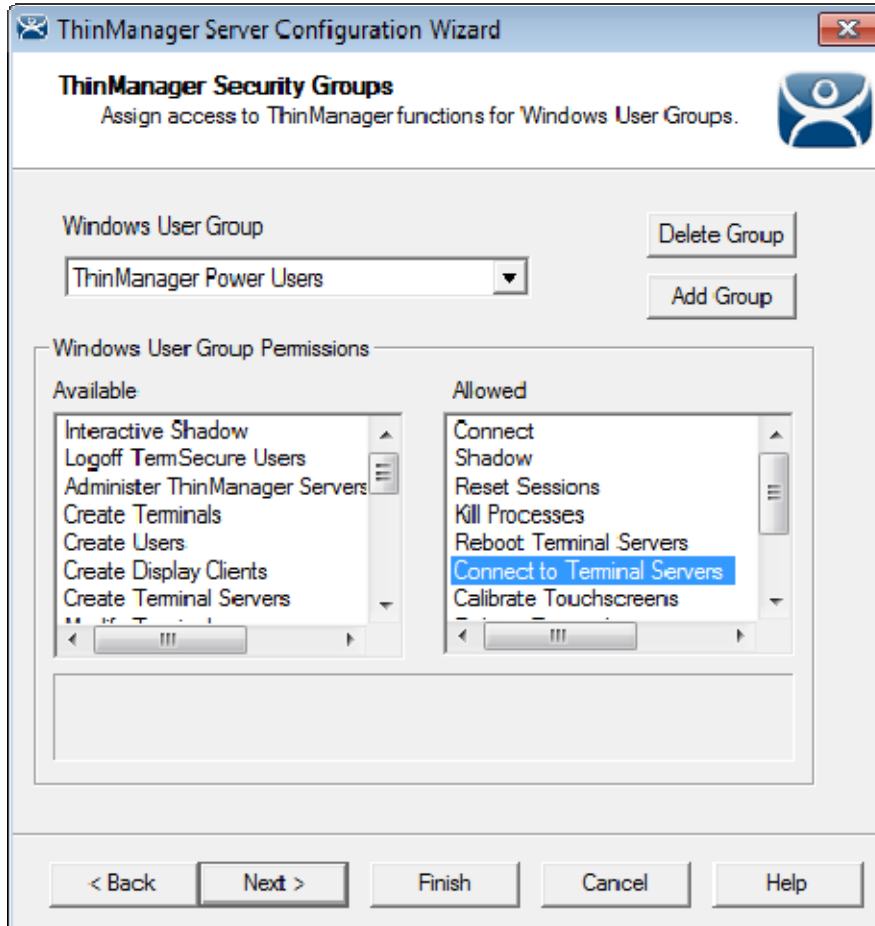 ThinManager Server Configuration Wizard
ThinManager Security Groups
Assign access to ThinManager functions for Windows User Groups.
Windows User Group
Delete Group
ThinManager Power Users
Add Group
Windows User Group Permissions
Available
Interactive Shadow
Logoff TermSecure Users
Administer ThinManager Servers
Create Terminals
Create Users
Create Display Clients
Create Terminal Servers
Allowed
Connect
Shadow
Reset Sessions
Kill Processes
Reboot Terminal Servers
Connect to Terminal Servers
Calibrate Touchscreens
< Back
Next >
Finish
Cancel
Help